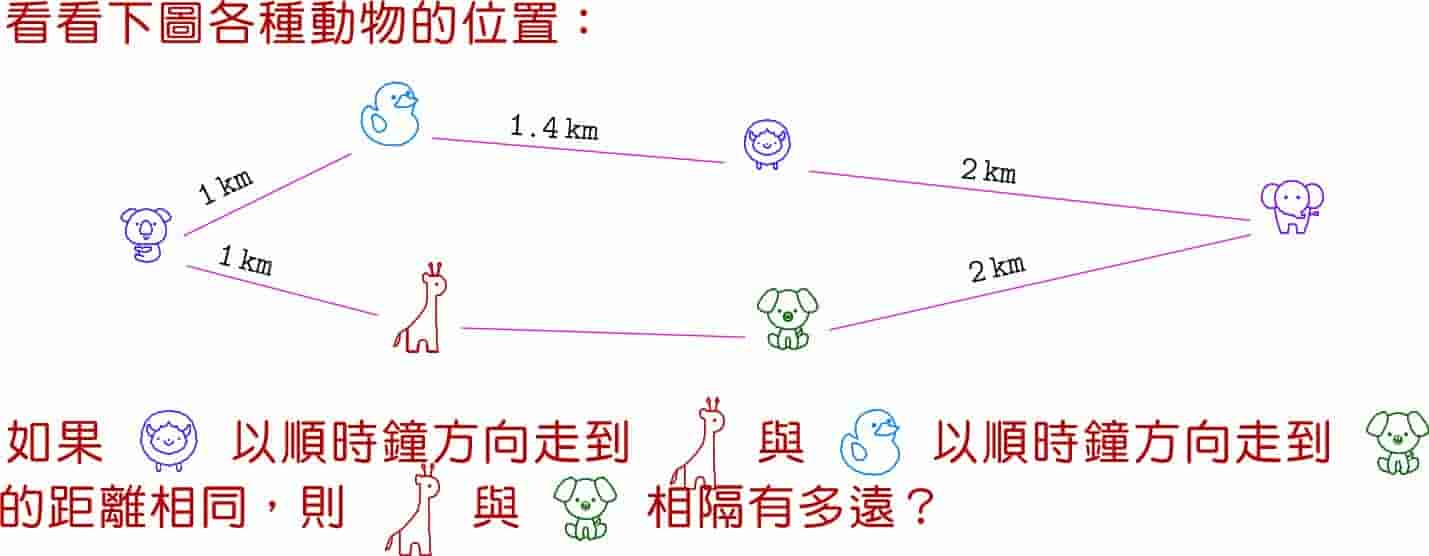 看看下圖各種動物的位置：
1 km
1.4 km
2 km
1 km
2 km
如果 以順時鐘方向走到 與 以順時鐘方向走到
的距離相同，則 與 相隔有多遠？